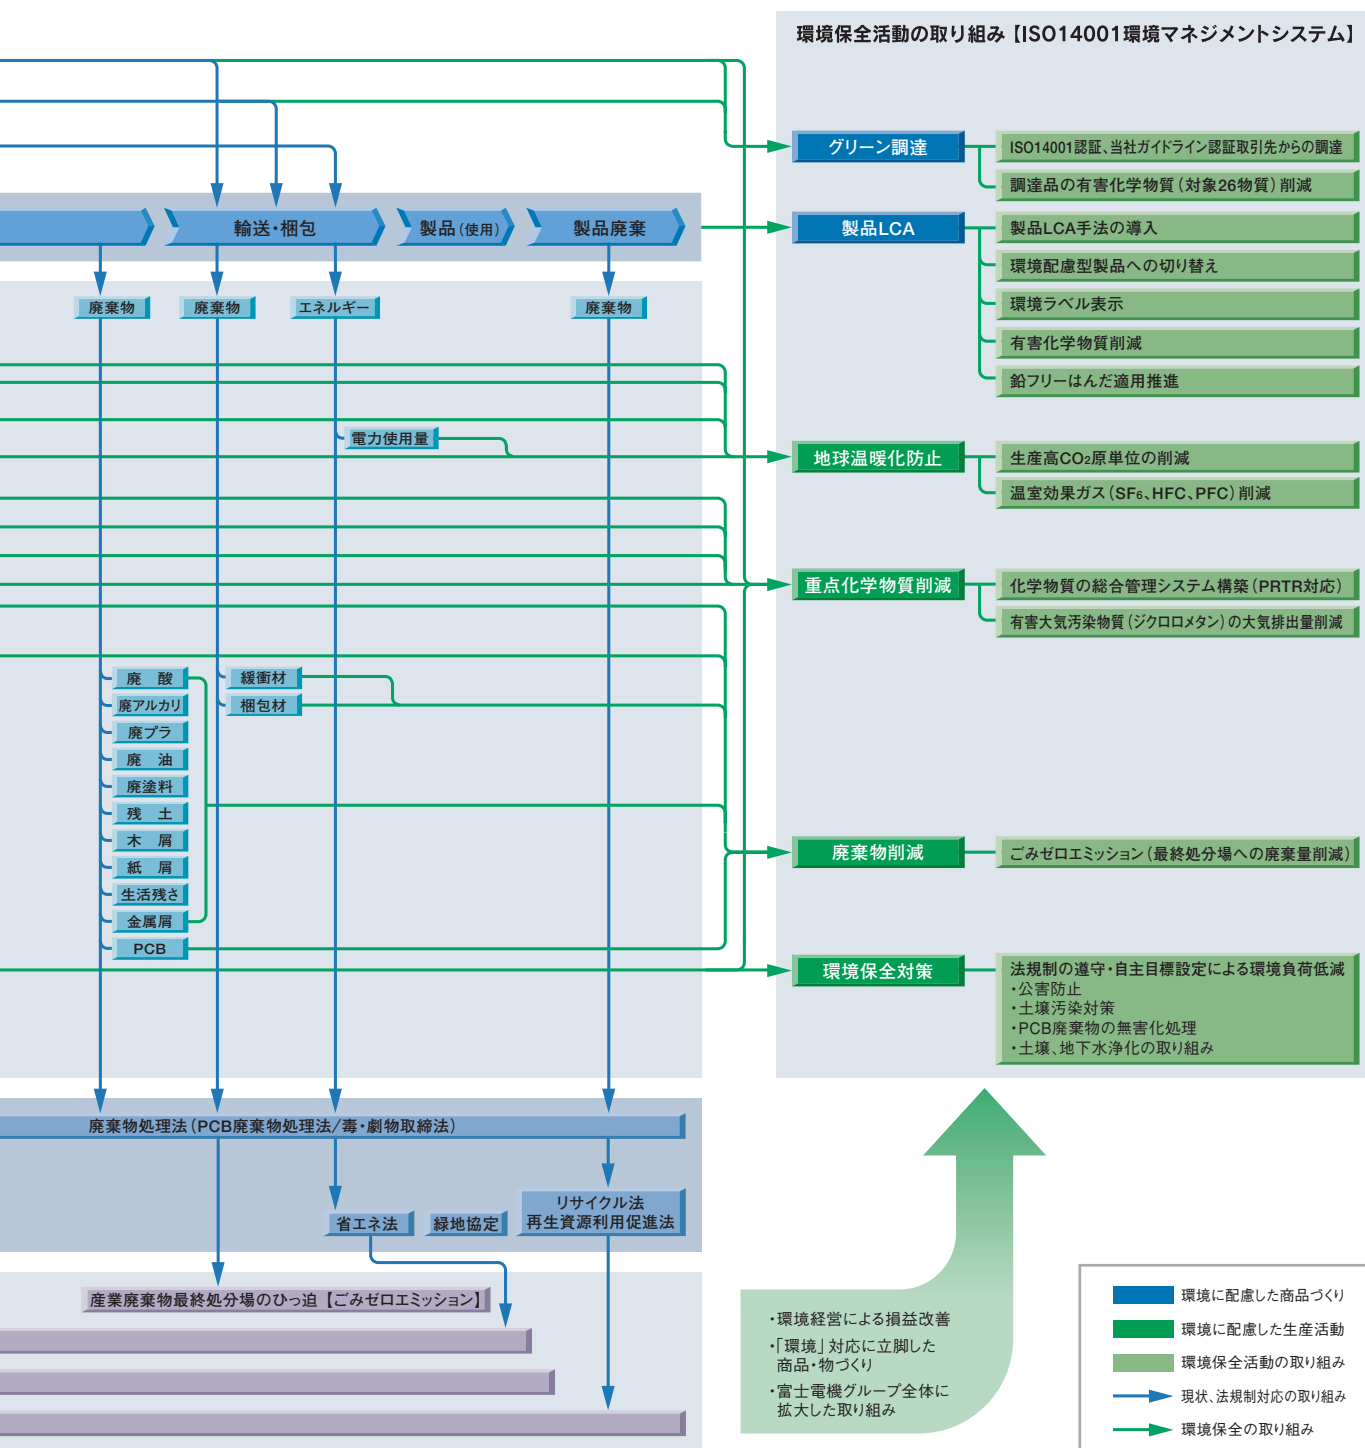 環境保全活動の取り組み【ISO14001環境マネジメントシステム】
グリーン調達
ISO14001認証、当社ガイドライン認証取引先からの調達
調達品の有害化学物質（対象26物質）削減
輸送・梱包
製品（使用）
製品廃棄
製品LCA
製品LCA手法の導入
環境配慮型製品への切り替え
環境ラベル表示
有害化学物質削減
鉛フリーはんだ適用推進
廃棄物
廃棄物
エネルギー
廃棄物
電力使用量
地球温暖化防止
生産高CO₂原単位の削減
温室効果ガス（SF₆、HFC、PFC）削減
重点化学物質削減
化学物質の総合管理システム構築（PRTR対応）
有害大気汚染物質（ジクロロメタン）の大気排出量削減
廃　酸
廃アルカリ
廃プラ
廃　油
廃塗料
残　土
木　屑
紙　屑
生活残さ
金属屑
PCB
緩衝材
梱包材
廃棄物削減
ごみゼロエミッション（最終処分場への廃棄量削減）
環境保全対策
法規制の遵守・自主目標設定による環境負荷低減
・公害防止
・土壌汚染対策
・PCB廃棄物の無害化処理
・土壌、地下水浄化の取り組み
廃棄物処理法（PCB廃棄物処理法/毒・劇物取締法）
省エネ法
緑地協定
リサイクル法
再生資源利用促進法
産業廃棄物最終処分場のひっ迫【ごみゼロエミッション】
・環境経営による損益改善
・「環境」対応に立脚した
商品・物づくり
・富士電機グループ全体に
拡大した取り組み
環境に配慮した商品づくり
環境に配慮した生産活動
環境保全活動の取り組み
現状、法規制対応の取り組み
環境保全の取り組み